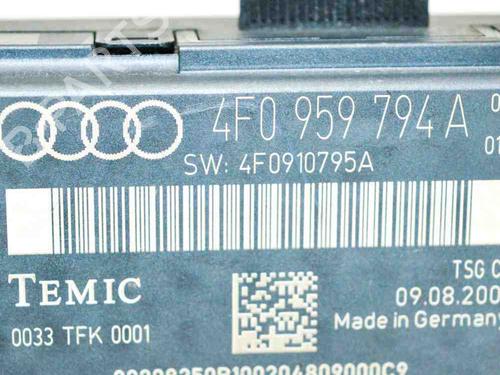 4F0 959 794 A
SW: 4F0910795A
TEMIC
TSG
09.08.200
0033 TFK 0001
Made in Germany